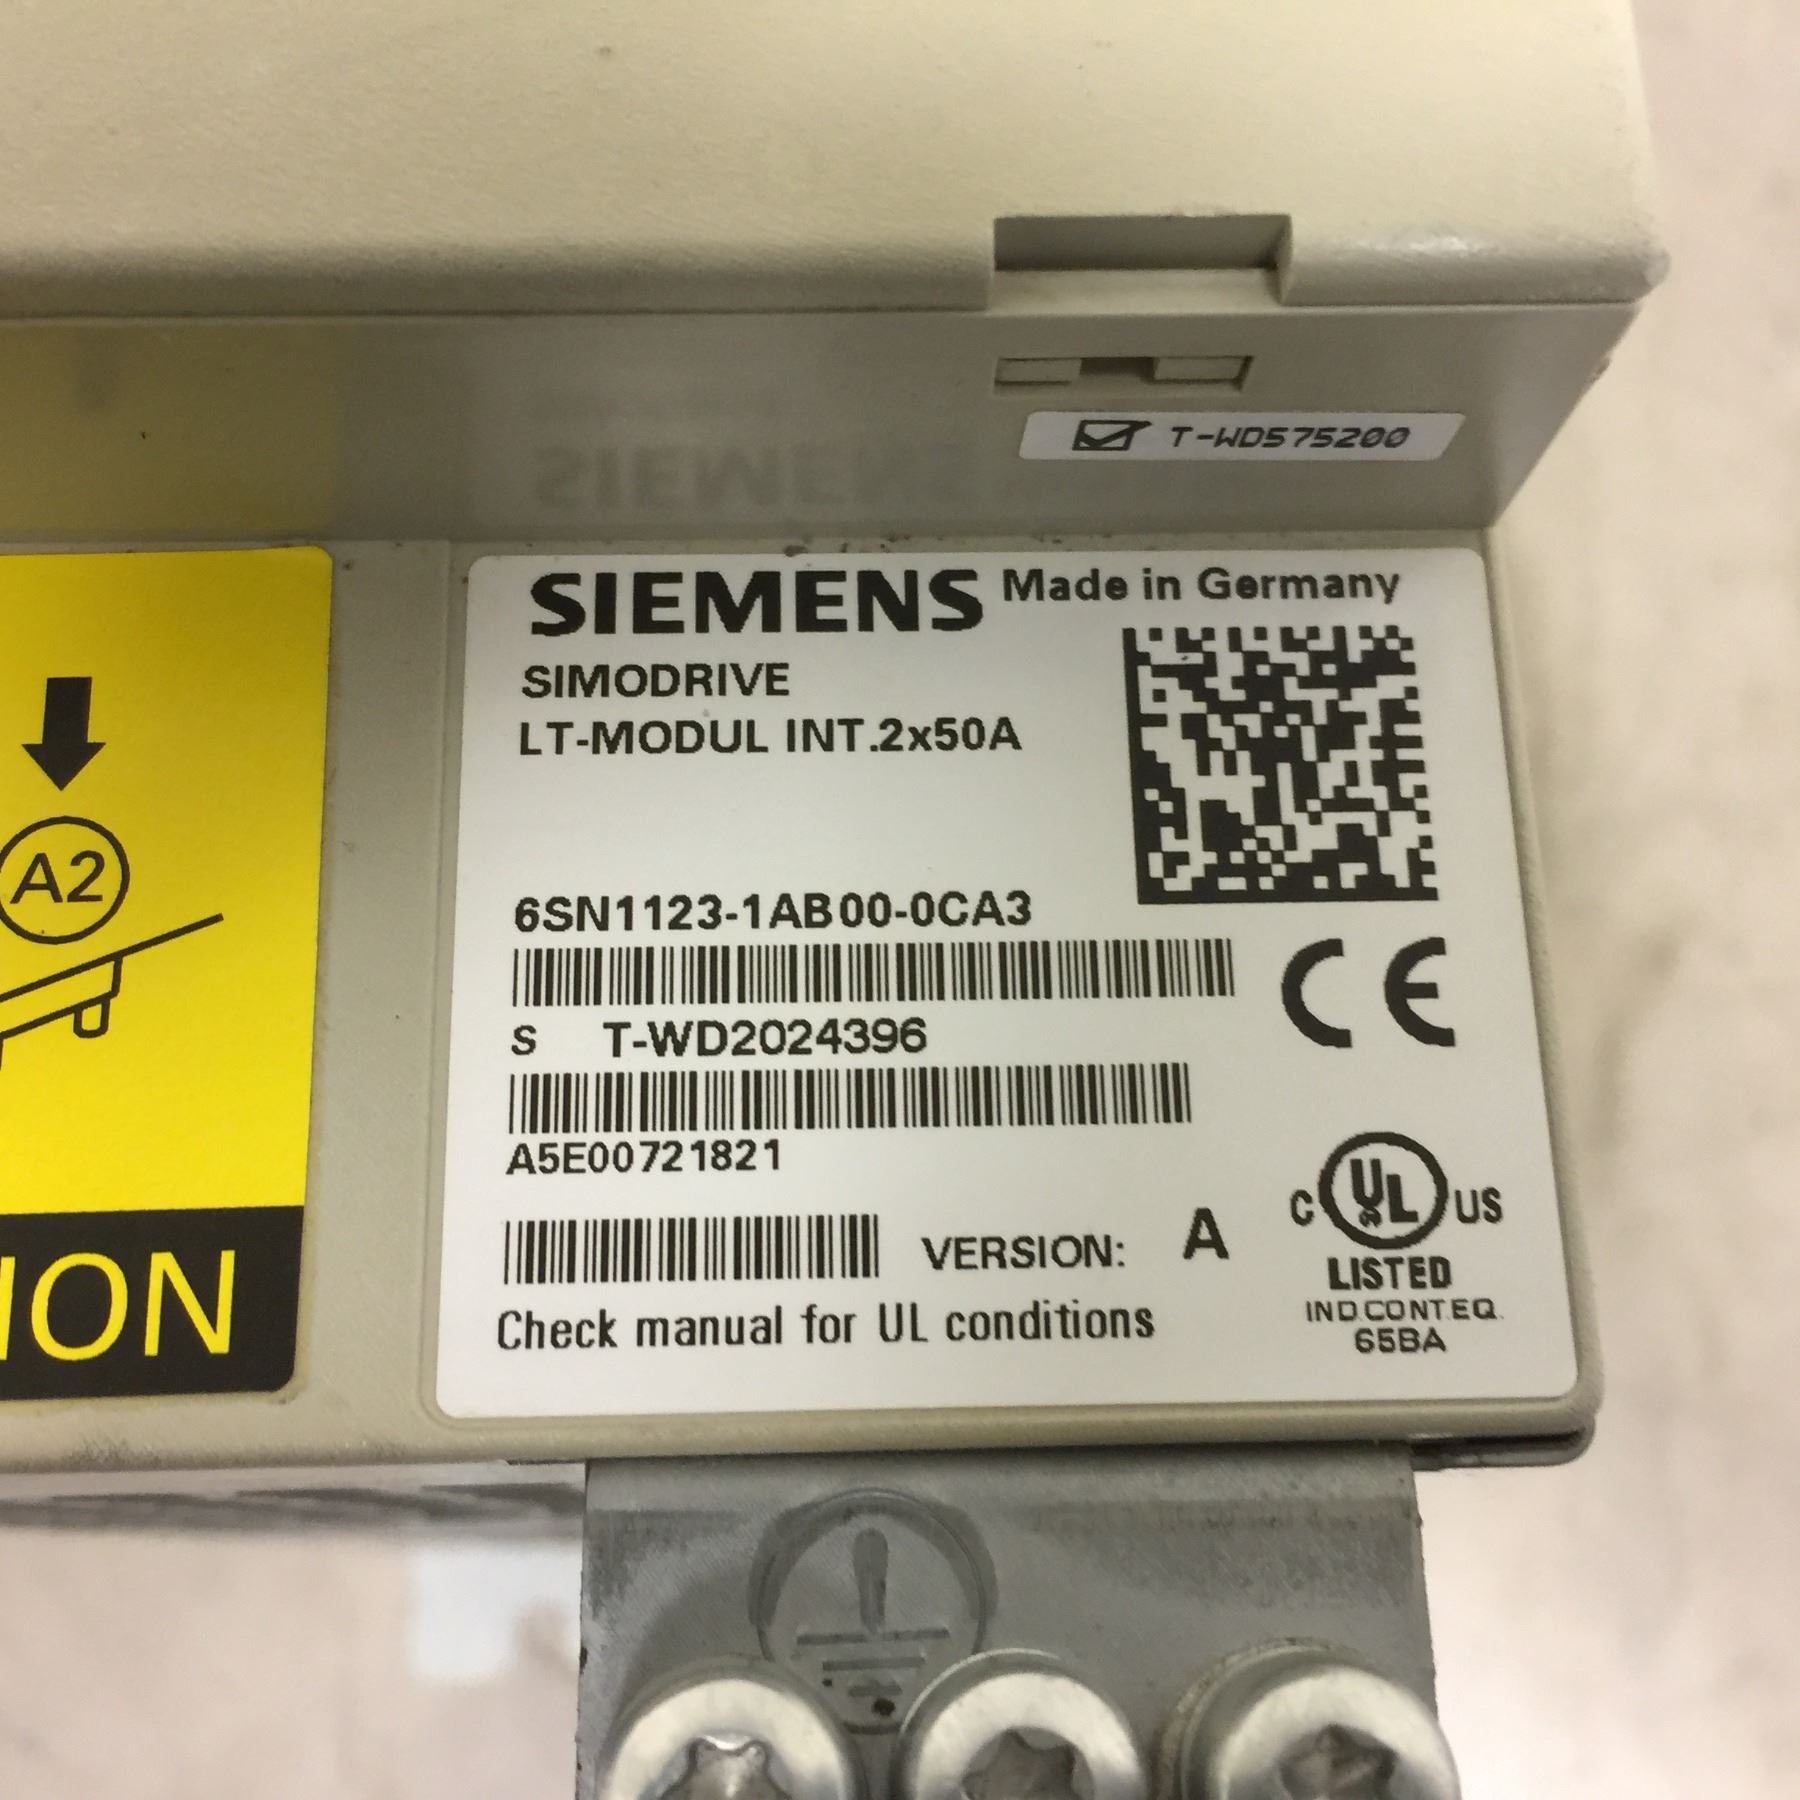 T-WD575200
SIEMENS Made in Germany
SIMODRIVE
LT-MODUL INT.2x50A
A2
6SN1123-1AB00-0CA3
S T-WD2024396
A5E00721821
VERSION: A
C UL US
LISTED
IND.CONT.EQ.
65BA
Check manual for UL conditions
ION
CE